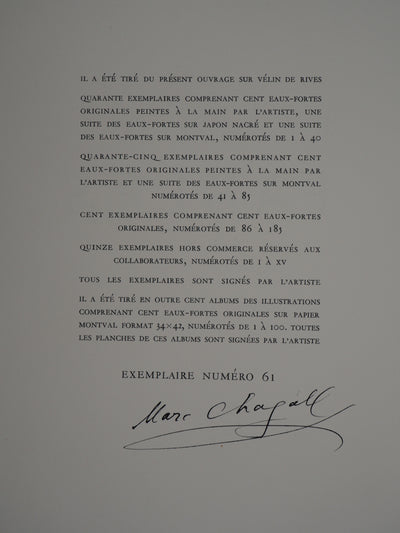 IL A ÉTÉ TIRÉ DU PRÉSENT OUVRAGE SUR VÉLIN DE RIVES
QUARANTE EXEMPLAIRES COMPRENANT CENT EAUX-FORTES
ORIGINALES PEINTES À LA MAIN PAR L'ARTISTE, UNE
SUITE DES EAUX-FORTES SUR JAPON NACRÉ ET UNE SUITE
DES EAUX-FORTES SUR MONTVAL, NUMÉROTÉS DE 1 À 40
QUARANTE-CINQ EXEMPLAIRES COMPRENANT CENT
EAUX-FORTES ORIGINALES PEINTES À LA MAIN PAR
L'ARTISTE ET UNE SUITE DES EAUX-FORTES SUR MONTVAL
NUMÉROTÉS DE 41 À 85
CENT EXEMPLAIRES COMPRENANT CENT EAUX-FORTES
ORIGINALES, NUMÉROTÉS DE 86 À 185
QUINZE EXEMPLAIRES HORS COMMERCE RÉSERVÉS AUX
COLLABORATEURS, NUMÉROTÉS DE I À XV
TOUS LES EXEMPLAIRES SONT SIGNÉS PAR L'ARTISTE
IL A ÉTÉ TIRÉ EN OUTRE CENT ALBUMS DES ILLUSTRATIONS
COMPRENANT CENT EAUX-FORTES ORIGINALES SUR PAPIER
MONTVAL FORMAT 34×42, NUMÉROTÉS DE 1 À 100. TOUTES
LES PLANCHES DE CES ALBUMS SONT SIGNÉES PAR L'ARTISTE
EXEMPLAIRE NUMÉRO 61
Marc Chagall